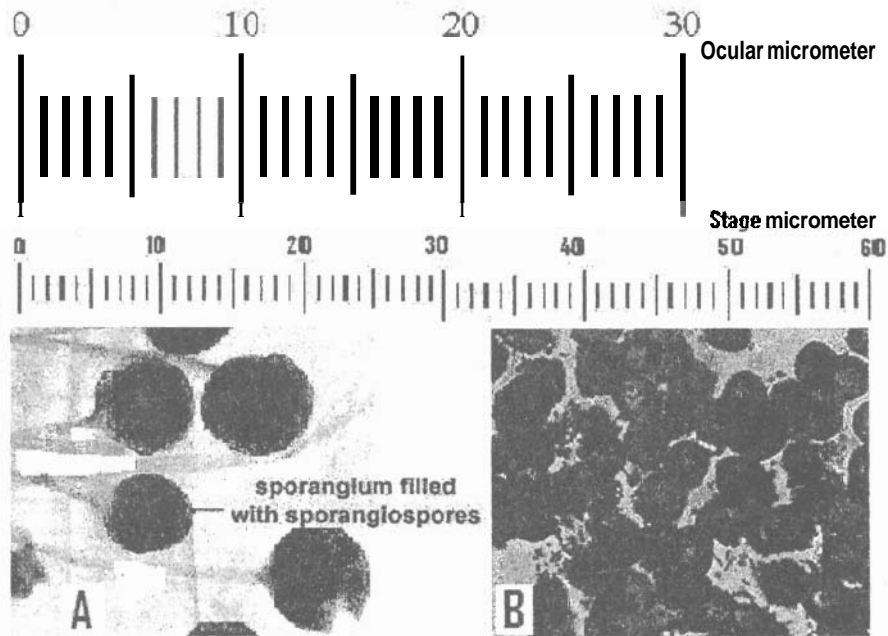 0 10 20 30
Ocular micrometer
Stage micrometer
0 10 20 30 40 50 60
sporangium filled
with sporangiospores
A B